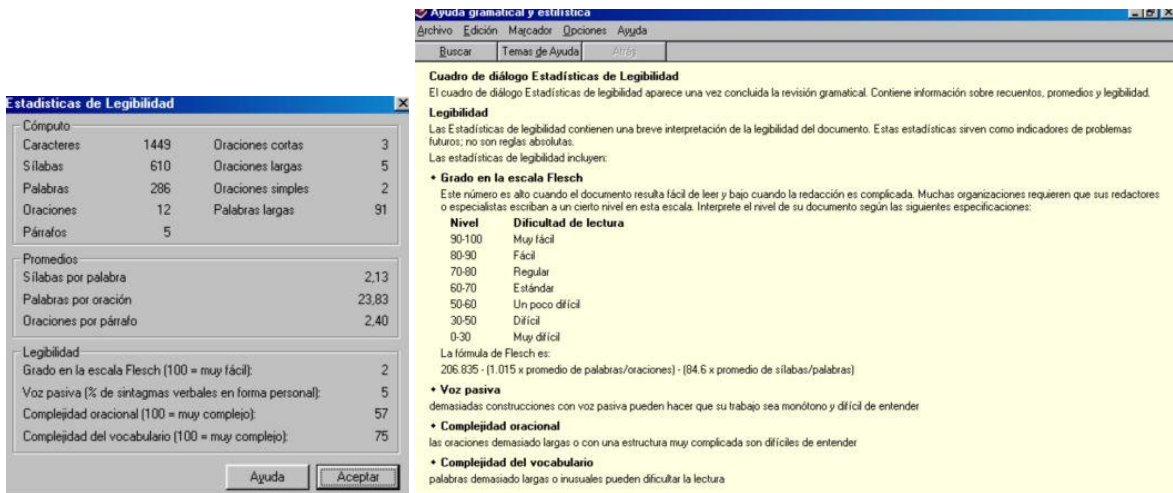 Estadisticas de Legibilidad
Cómputo
Caracteres 1449 Oraciones cortas 3
Sílabas 610 Oraciones largas 5
Palabras 286 Oraciones simples 2
Oraciones 12 Palabras largas 91
Párrafos 5
Promedios
Sílabas por palabra 2,13
Palabras por oración 23,83
Oraciones por párrafo 2,40
Legibilidad
Grado en la escala Flesch (100 = muy fácil): 2
Voz pasiva (% de sintagmas verbales en forma personal): 5
Complejidad oracional (100 = muy complejo): 57
Complejidad del vocabulario (100 = muy complejo): 75
Ayuda Aceptar
Ayuda gramatical y estilística
Archivo Edición Marcador Opciones Ayuda
Buscar Temas de Ayuda Atrás
Cuadro de diálogo Estadísticas de Legibilidad
El cuadro de diálogo Estadísticas de legibilidad aparece una vez concluida la revisión gramatical. Contiene información sobre recuentos, promedios y legibilidad.
Legibilidad
Las Estadísticas de legibilidad contienen una breve interpretación de la legibilidad del documento. Estas estadísticas sirven como indicadores de problemas
futuros; no son reglas absolutas.
Las estadísticas de legibilidad incluyen:
• Grado en la escala Flesch
Este número es alto cuando el documento resulta fácil de leer y bajo cuando la redacción es complicada. Muchas organizaciones requieren que sus redactores
o especialistas escriban a un cierto nivel en esta escala. Interprete el nivel de su documento según las siguientes especificaciones:
Nivel Dificultad de lectura
90-100 Muy fácil
80-90 Fácil
70-80 Regular
60-70 Estándar
50-60 Un poco difícil
30-50 Difícil
0-30 Muy difícil
La fórmula de Flesch es:
206.835 - (1.015 x promedio de palabras/oraciones) - (84.6 x promedio de sílabas/palabras)
• Voz pasiva
demasiadas construcciones con voz pasiva pueden hacer que su trabajo sea monótono y difícil de entender
• Complejidad oracional
las oraciones demasiado largas o con una estructura muy complicada son difíciles de entender
• Complejidad del vocabulario
palabras demasiado largas o inusuales pueden dificultar la lectura